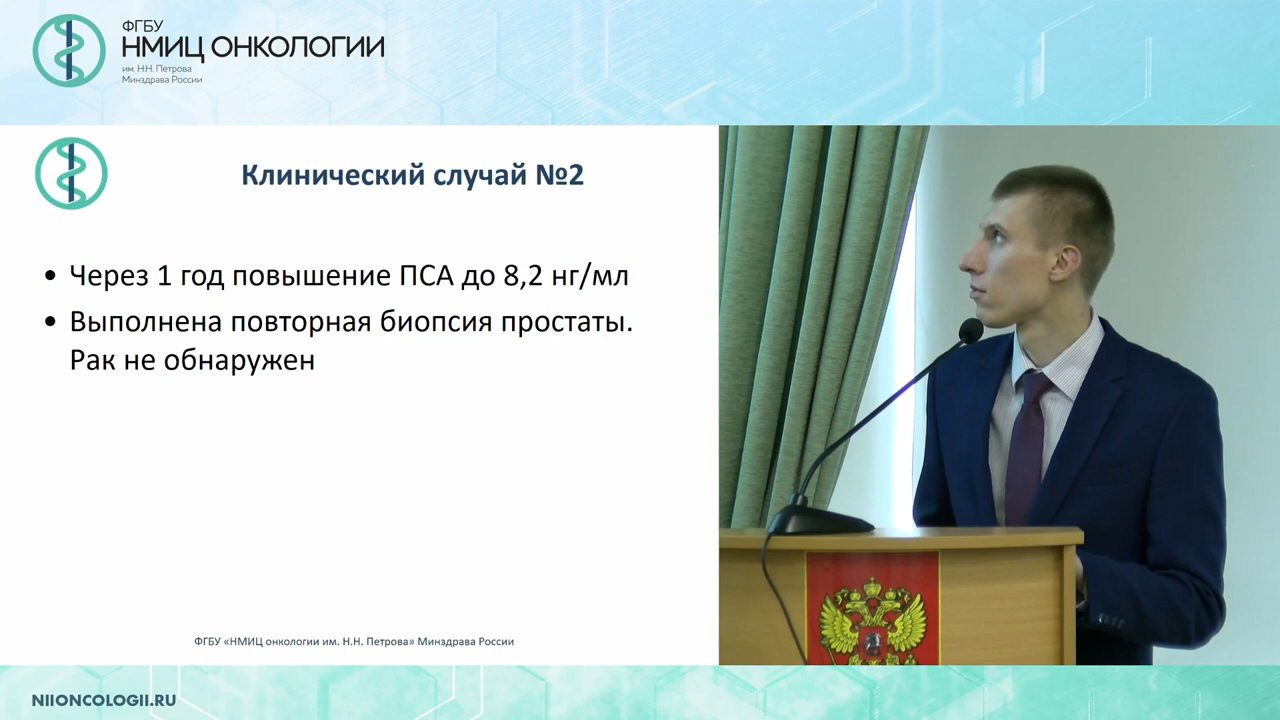 ФГБУ
НМИЦ ОНКОЛОГИИ
им. Н.Н. Петрова
Минздрава России
Клинический случай №2
• Через 1 год повышение ПСА до 8,2 нг/мл
• Выполнена повторная биопсия простаты.
Рак не обнаружен
ФГБУ «НМИЦ онкологии им. Н.Н. Петрова» Минздрава России
NIIONCOLOGII.RU